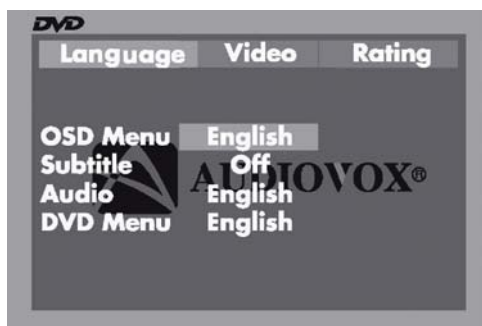 DVD
Language Video Rating
OSD Menu English
Subtitle Off
Audio English
DVD Menu English
AUDIOVOX®